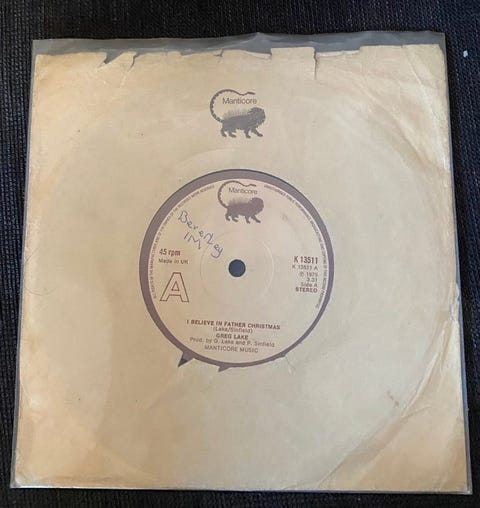 Manticore
Manticore
Beverley
45 rpm
Made in UK
A
K 13511
K 13511 A
℗ 1975
3.31
Side A
STEREO
I BELIEVE IN FATHER CHRISTMAS
(Lake/Sinfield)
GREG LAKE
Prod. by G. Lake and P. Sinfield
MANTICORE MUSIC